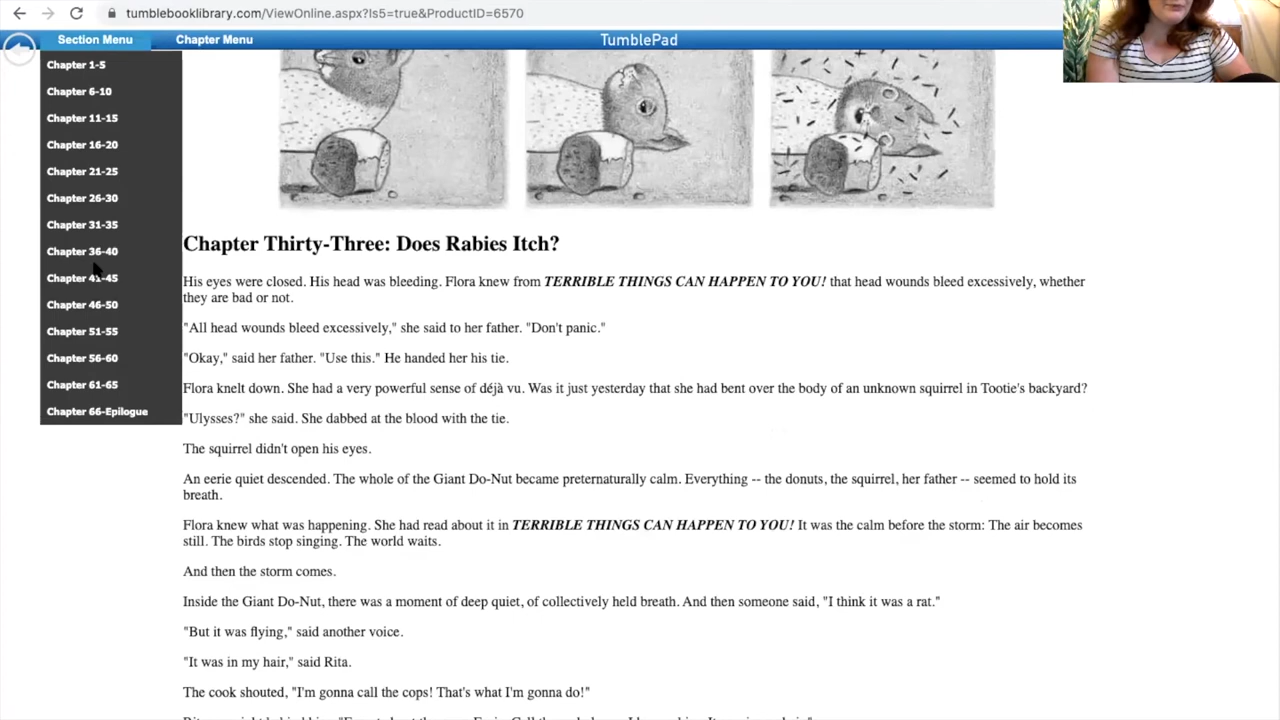 tumblebooklibrary.com/ViewOnline.aspx?ls5=true&ProductID=6570
Section Menu
Chapter Menu
TumblePad
Chapter 1-5
Chapter 6-10
Chapter 11-15
Chapter 16-20
Chapter 21-25
Chapter 26-30
Chapter 31-35
Chapter 36-40
Chapter 41-45
Chapter 46-50
Chapter 51-55
Chapter 56-60
Chapter 61-65
Chapter 66-Epilogue
Chapter Thirty-Three: Does Rabies Itch?
His eyes were closed. His head was bleeding. Flora knew from TERRIBLE THINGS CAN HAPPEN TO YOU! that head wounds bleed excessively, whether
they are bad or not.
"All head wounds bleed excessively," she said to her father. "Don't panic."
"Okay," said her father. "Use this." He handed her his tie.
Flora knelt down. She had a very powerful sense of déjà vu. Was it just yesterday that she had bent over the body of an unknown squirrel in Tootie's backyard?
"Ulysses?" she said. She dabbed at the blood with the tie.
The squirrel didn't open his eyes.
An eerie quiet descended. The whole of the Giant Do-Nut became preternaturally calm. Everything -- the donuts, the squirrel, her father -- seemed to hold its
breath.
Flora knew what was happening. She had read about it in TERRIBLE THINGS CAN HAPPEN TO YOU! It was the calm before the storm: The air becomes
still. The birds stop singing. The world waits.
And then the storm comes.
Inside the Giant Do-Nut, there was a moment of deep quiet, of collectively held breath. And then someone said, "I think it was a rat."
"But it was flying," said another voice.
"It was in my hair," said Rita.
The cook shouted, "I'm gonna call the cops! That's what I'm gonna do!"